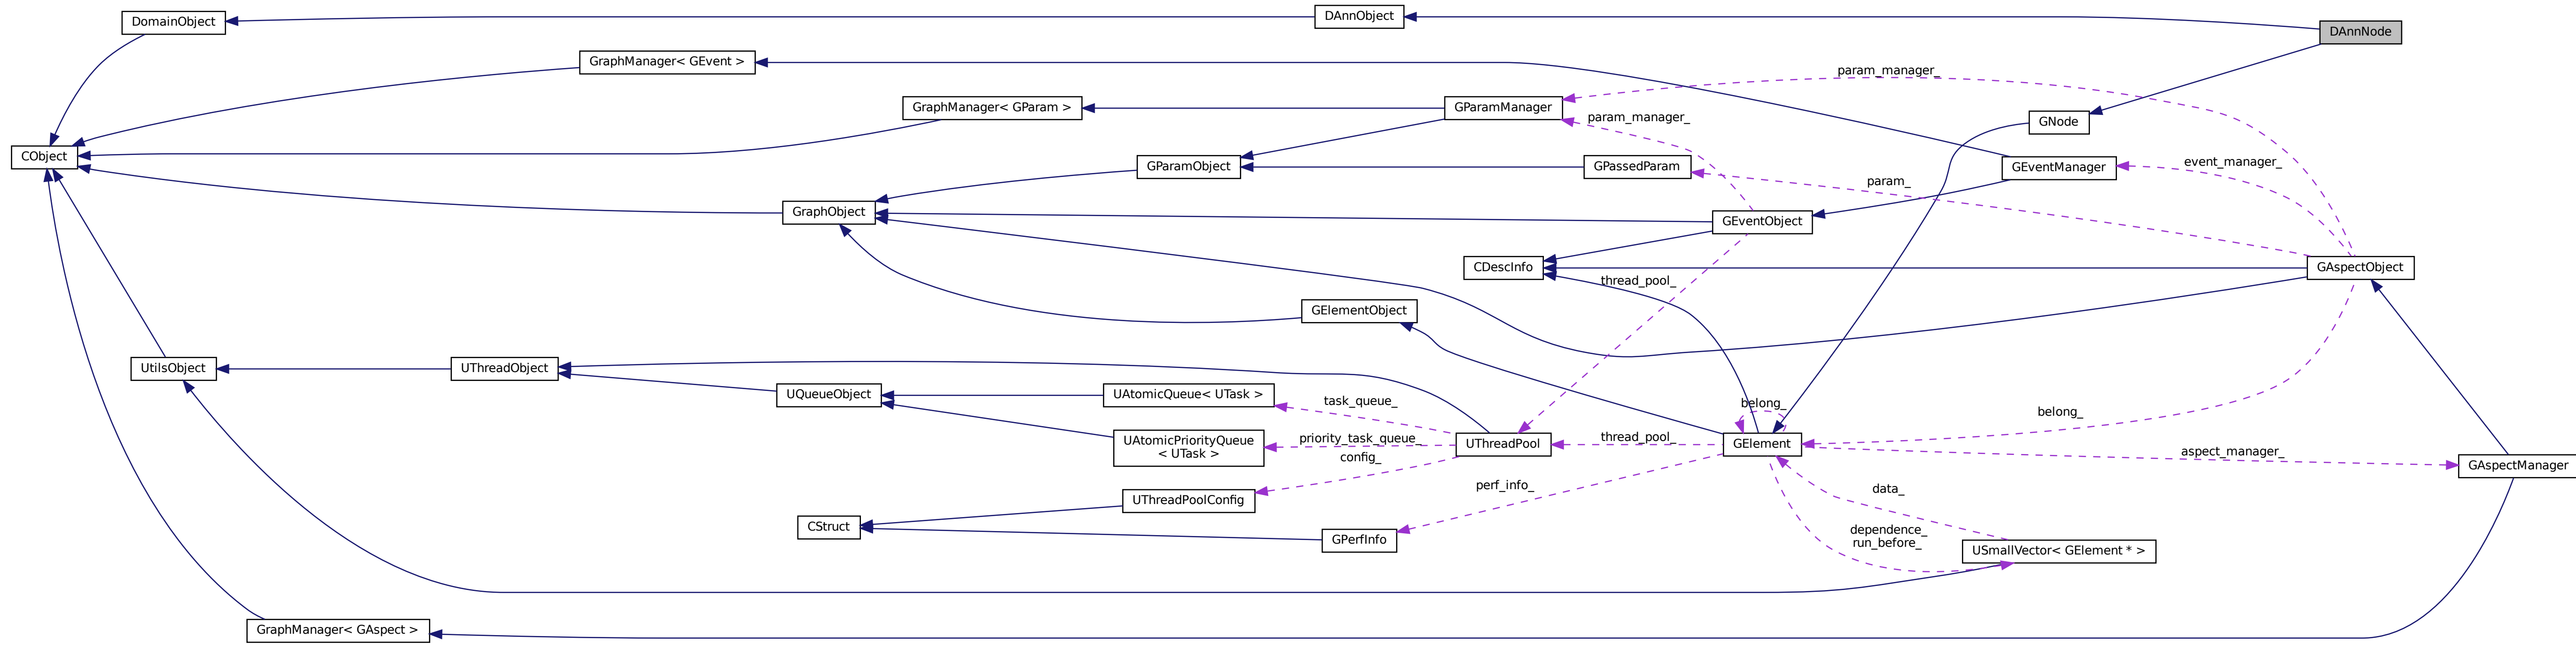 DomainObject
DAnnObject
DAnnNode
GraphManager< GEvent >
param_manager_
GraphManager< GParam >
GParamManager
param_manager_
GNode
CObject
GParamObject
GPassedParam
param_
event_manager_
GEventManager
GraphObject
GEventObject
CDescInfo
thread_pool_
GAspectObject
GElementObject
UtilsObject
UThreadObject
UQueueObject
UAtomicQueue< UTask >
task_queue_
belong_
belong_
UAtomicPriorityQueue
< UTask >
priority_task_queue_
config_
UThreadPool
thread_pool_
GElement
aspect_manager_
GAspectManager
UThreadPoolConfig
perf_info_
data_
CStruct
GPerfInfo
dependence_
run_before_
USmallVector< GElement * >
GraphManager< GAspect >